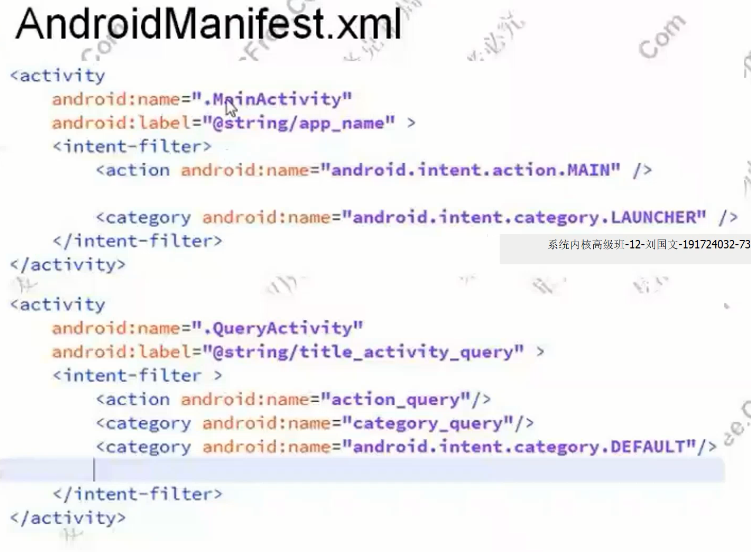 AndroidManifest.xml
<activity
android:name=".MainActivity"
android:label="@string/app_name" >
<intent-filter>
<action android:name="android.intent.action.MAIN" />
<category android:name="android.intent.category.LAUNCHER" />
</intent-filter>
系统内核高级班-12-刘国文-191724032-73
</activity>
<activity
android:name=".QueryActivity"
android:label="@string/title_activity_query" >
<intent-filter >
<action android:name="action_query"/>
<category android:name="category_query"/>
<category android:name="android.intent.category.DEFAULT"/>
</intent-filter>
</activity>